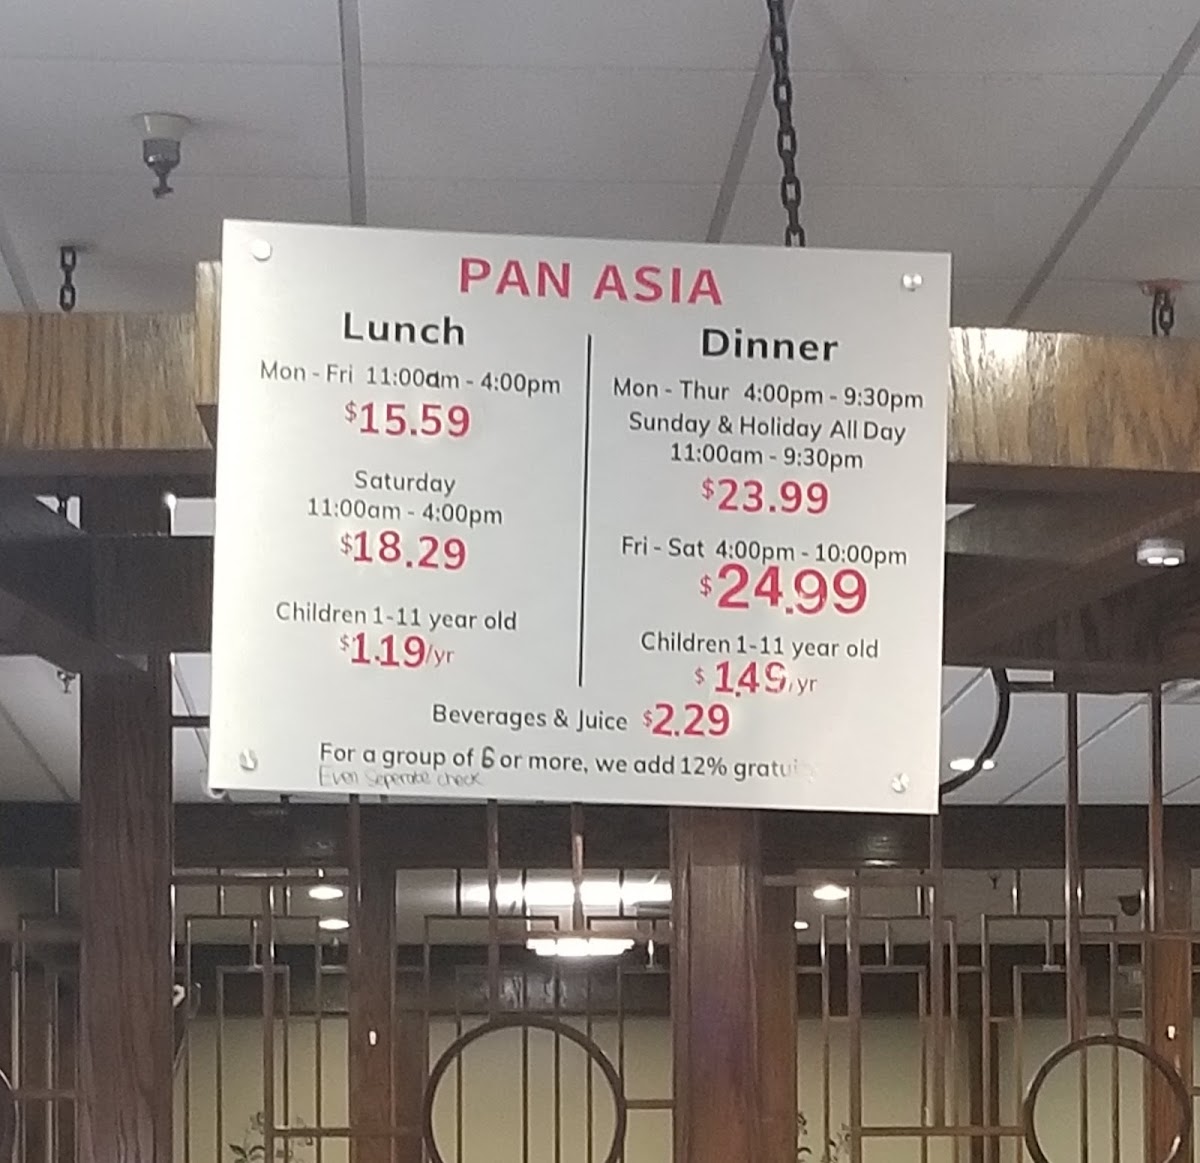 PAN ASIA
Lunch
Mon - Fri 11:00am - 4:00pm
$15.59
Saturday
11:00am - 4:00pm
$18.29
Children 1-11 year old
$1.19/yr
Dinner
Mon - Thur 4:00pm - 9:30pm
Sunday & Holiday All Day
11:00am - 9:30pm
$23.99
Fri - Sat 4:00pm - 10:00pm
$24.99
Children 1-11 year old
$1.49/yr
Beverages & Juice $2.29
For a group of 6 or more, we add 12% gratui
Even Seperate check